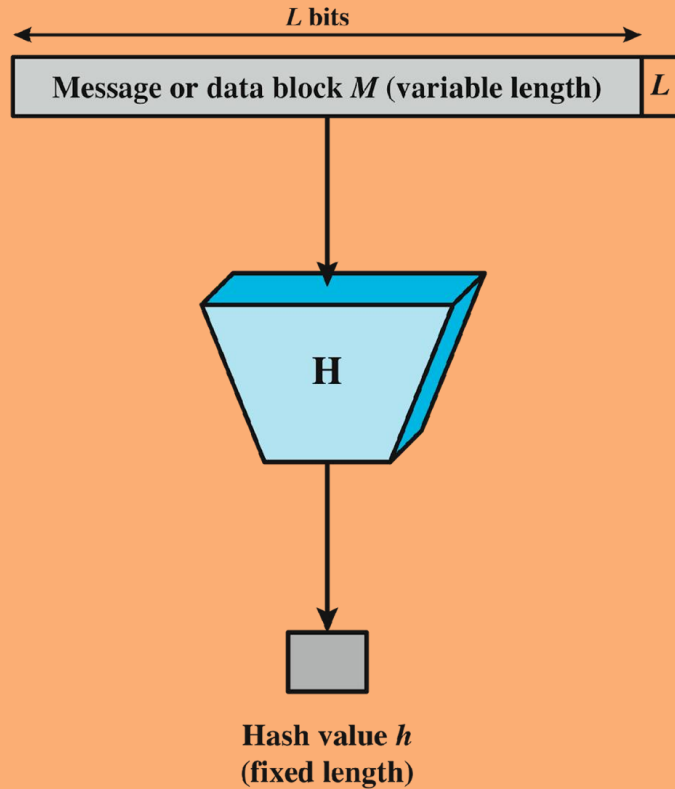 L bits
Message or data block M (variable length) L
H
Hash value h
(fixed length)